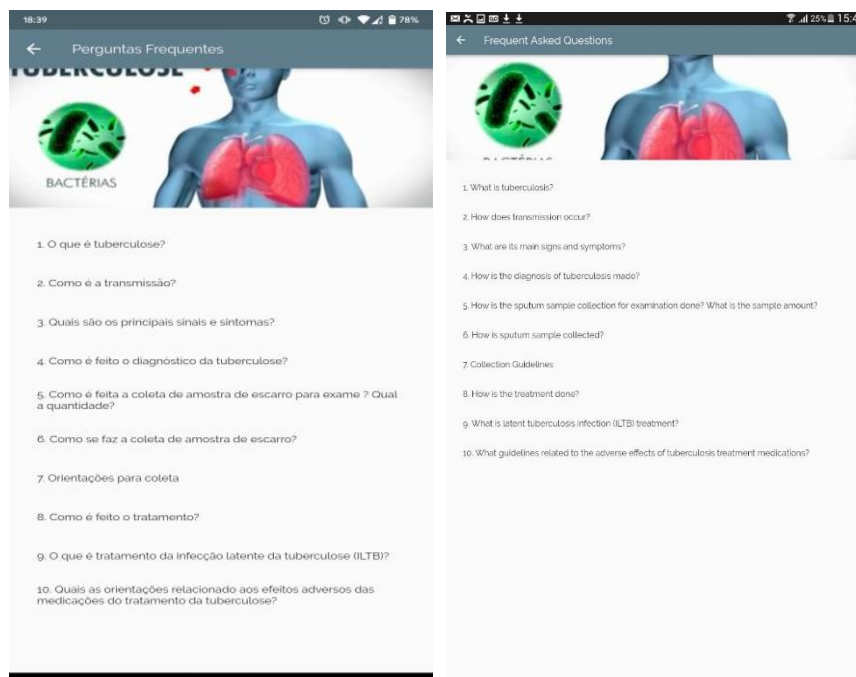 18:39
78%
Perguntas Frequentes
TUBERCULOSE
BACTÉRIAS
1. O que é tuberculose?
2. Como é a transmissão?
3. Quais são os principais sinais e sintomas?
4. Como é feito o diagnóstico da tuberculose?
5. Como é feita a coleta de amostra de escarro para exame ? Qual
a quantidade?
6. Como se faz a coleta de amostra de escarro?
7. Orientações para coleta
8. Como é feito o tratamento?
9. O que é tratamento da infecção latente da tuberculose (ILTB)?
10. Quais as orientações relacionado aos efeitos adversos das
medicações do tratamento da tuberculose?
25% 15:4
Frequent Asked Questions
1. What is tuberculosis?
2. How does transmission occur?
3. What are its main signs and symptoms?
4. How is the diagnosis of tuberculosis made?
5. How is the sputum sample collection for examination done? What is the sample amount?
6. How is sputum sample collected?
7. Collection Guidelines
8. How is the treatment done?
9. What is latent tuberculosis infection (ILTB) treatment?
10. What guidelines related to the adverse effects of tuberculosis treatment medications?